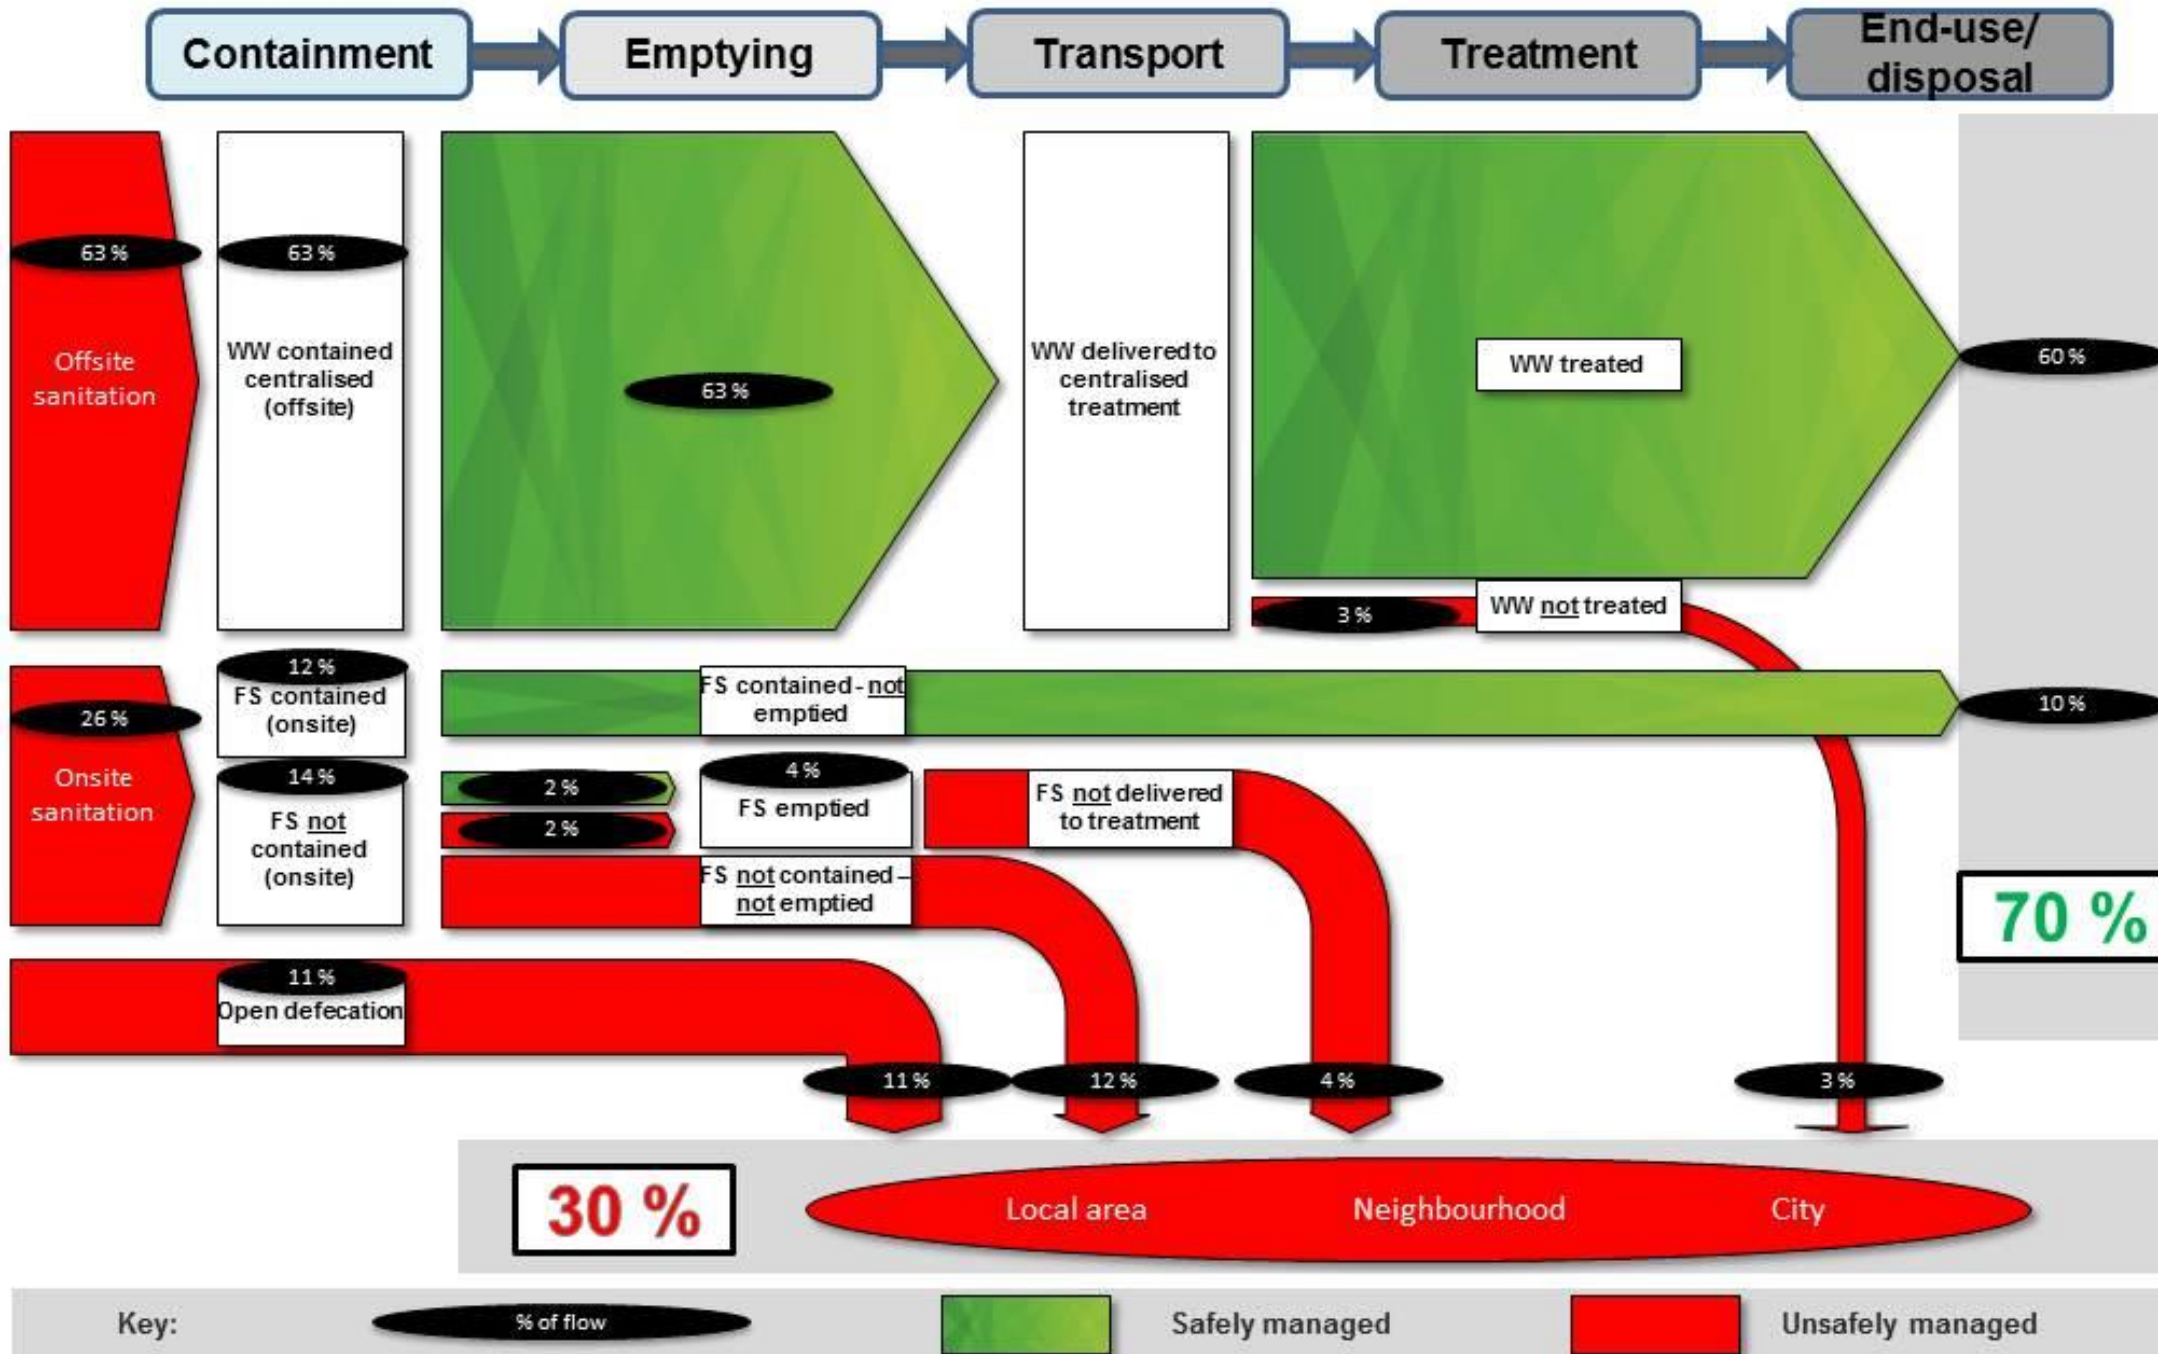 Containment
Emptying
Transport
Treatment
End-use/
disposal
63 %
Offsite
sanitation
63 %
WW contained
centralised
(offsite)
63 %
WW delivered to
centralised
treatment
WW treated
60 %
3 %
WW not treated
26 %
Onsite
sanitation
12 %
FS contained
(onsite)
FS contained - not
emptied
10 %
14 %
FS not
contained
(onsite)
2 %
2 %
4 %
FS emptied
FS not delivered
to treatment
FS not contained –
not emptied
70 %
11 %
Open defecation
11 %
12 %
4 %
3 %
30 %
Local area
Neighbourhood
City
Key:
% of flow
Safely managed
Unsafely managed